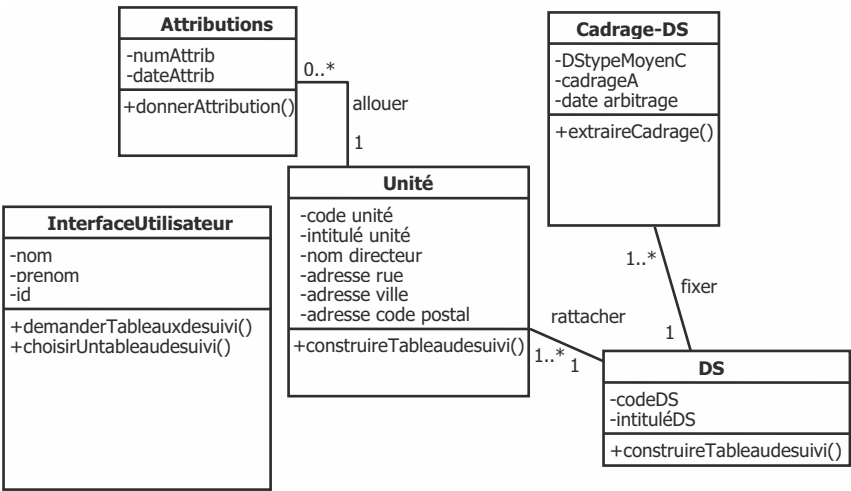 Attributions
-numAttrib
-dateAttrib
+donnerAttribution()
0..*
allouer
1
Cadrage-DS
-DStypeMoyenC
-cadrageA
-date arbitrage
+extraireCadrage()
Unité
-code unité
-intitulé unité
-nom directeur
-adresse rue
-adresse ville
-adresse code postal
+construireTableaudesuivi()
InterfaceUtilisateur
-nom
-prenom
-id
+demanderTableauxdesuivi()
+choisirUntableaudesuivi()
1..*
fixer
1
rattacher
1..*
1
DS
-codeDS
-intituléDS
+construireTableaudesuivi()